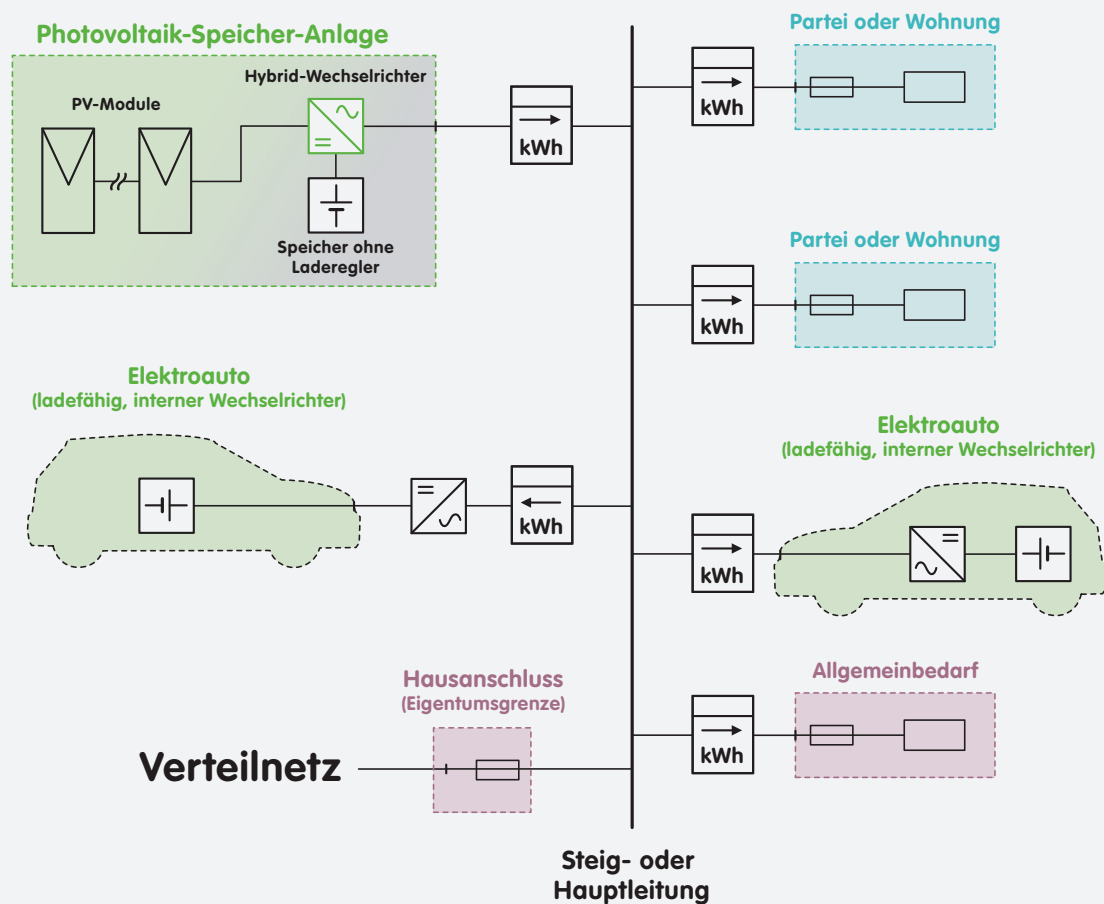 Photovoltaik-Speicher-Anlage
Hybrid-Wechselrichter
PV-Module
Speicher ohne
Laderegler
kWh
Partei oder Wohnung
kWh
Partei oder Wohnung
kWh
Elektroauto
(ladefähig, interner Wechselrichter)
kWh
Elektroauto
(ladefähig, interner Wechselrichter)
kWh
Hausanschluss
(Eigentumsgrenze)
Verteilnetz
Allgemeinbedarf
kWh
Steig- oder
Hauptleitung